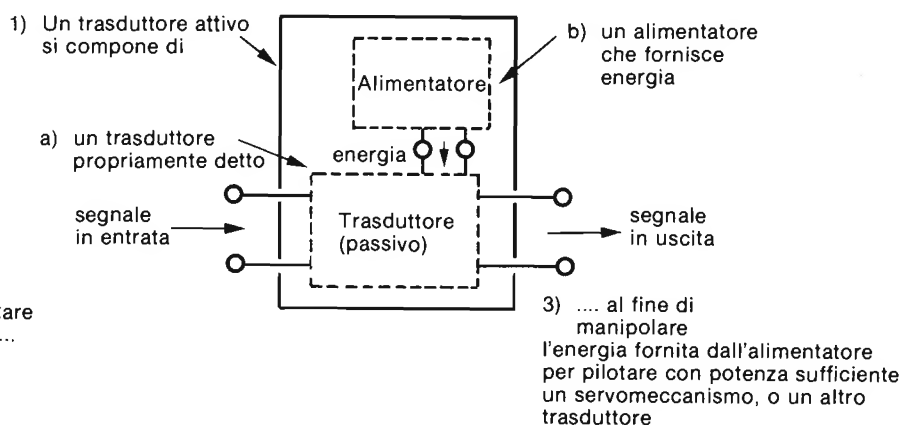 1) Un trasduttore attivo
si compone di
b) un alimentatore
che fornisce
energia
Alimentatore
a) un trasduttore
propriamente detto
energia
segnale
in entrata
Trasduttore
(passivo)
segnale
in uscita
...
3) .... al fine di
manipolare
l'energia fornita dall'alimentatore
per pilotare con potenza sufficiente
un servomeccanismo, o un altro
trasduttore